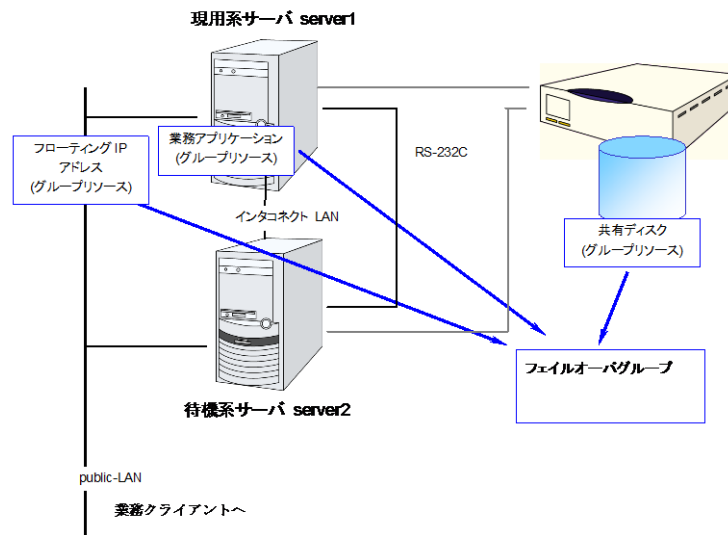 現用系サーバ server1
フローティング IP
アドレス
(グループリソース)
業務アプリケーション
(グループリソース)
RS-232C
インタコネクト LAN
共有ディスク
(グループリソース)
フェイルオーバグループ
待機系サーバ server2
public-LAN
業務クライアントへ